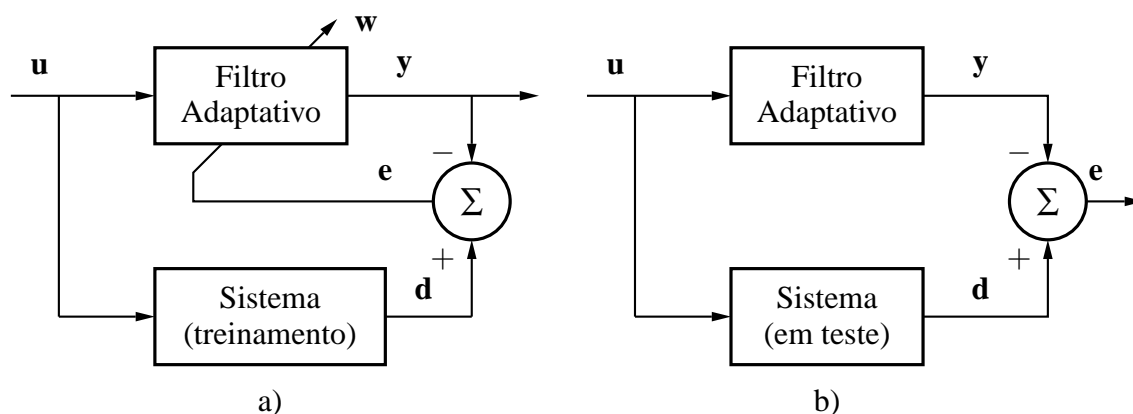 w
u
Filtro
Adaptativo
y
−
e
Σ
+
d
Sistema
(treinamento)
a)
u
Filtro
Adaptativo
y
−
e
Σ
+
d
Sistema
(em teste)
b)